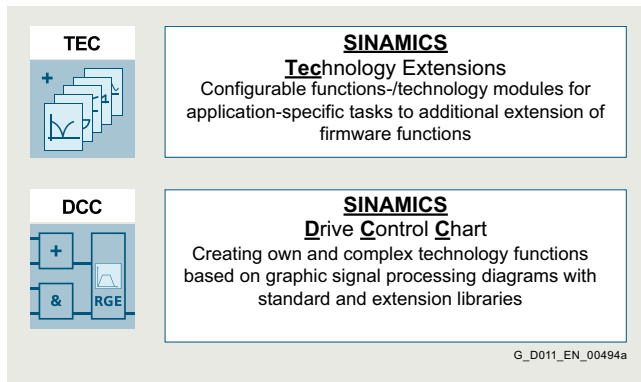 TEC
+
SINAMICS
Technology Extensions
Configurable functions-/technology modules for
application-specific tasks to additional extension of
firmware functions
DCC
+
&
RGE
SINAMICS
Drive Control Chart
Creating own and complex technology functions
based on graphic signal processing diagrams with
standard and extension libraries
G_D011_EN_00494a